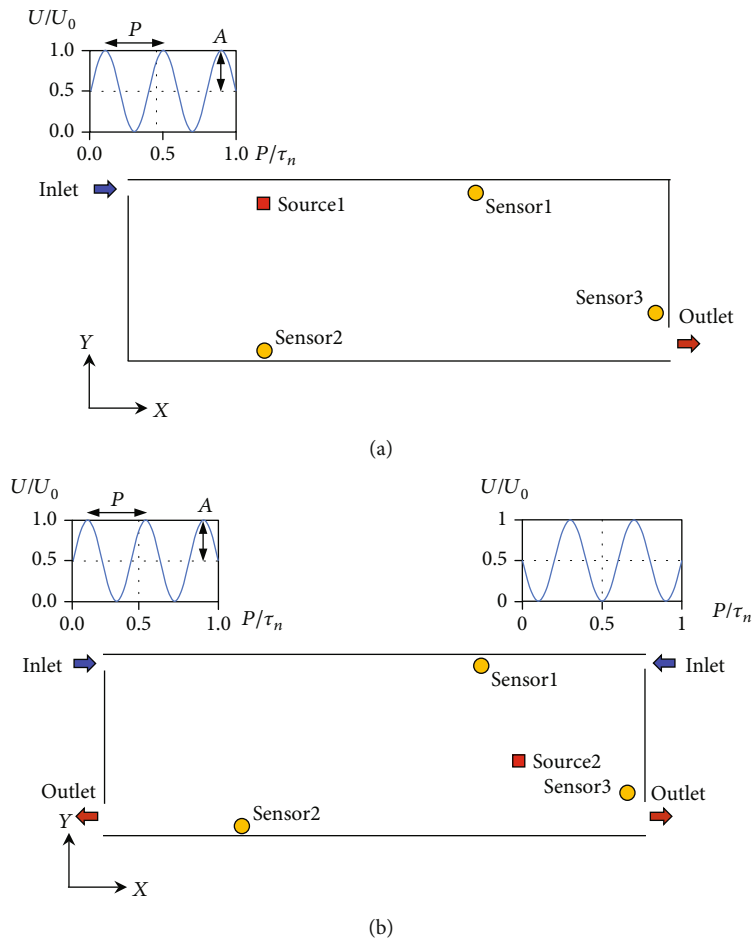 U/U0
P
A
1.0
0.5
0.0
0.0 0.5 1.0 P/τn
Inlet
Source1
Sensor1
Sensor3
Outlet
Sensor2
Y
X
(a)
U/U0
P
A
1.0
0.5
0.0
0.0 0.5 1.0 P/τn
U/U0
1
0.5
0
0 0.5 1 P/τn
Inlet
Inlet
Sensor1
Source2
Sensor3
Outlet
Outlet
Sensor2
Y
X
(b)